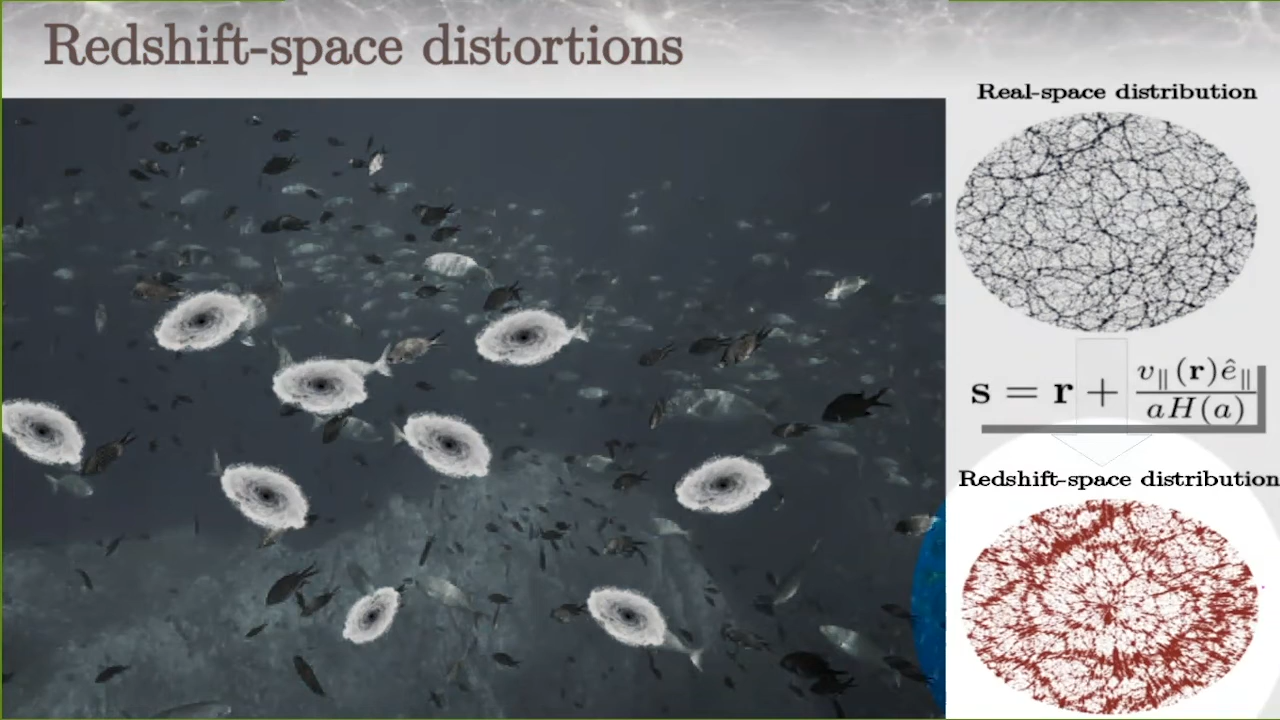 Redshift-space distortions
Real-space distribution
s = r + v∥(r)ê∥ / aH(a)
Redshift-space distribution